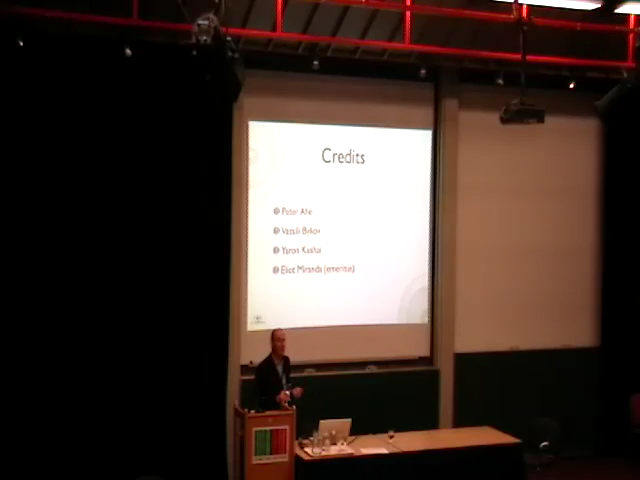 Credits
Peter Ahe
Vassili Bykov
Yaron Kashai
Eliot Miranda (emeritus)